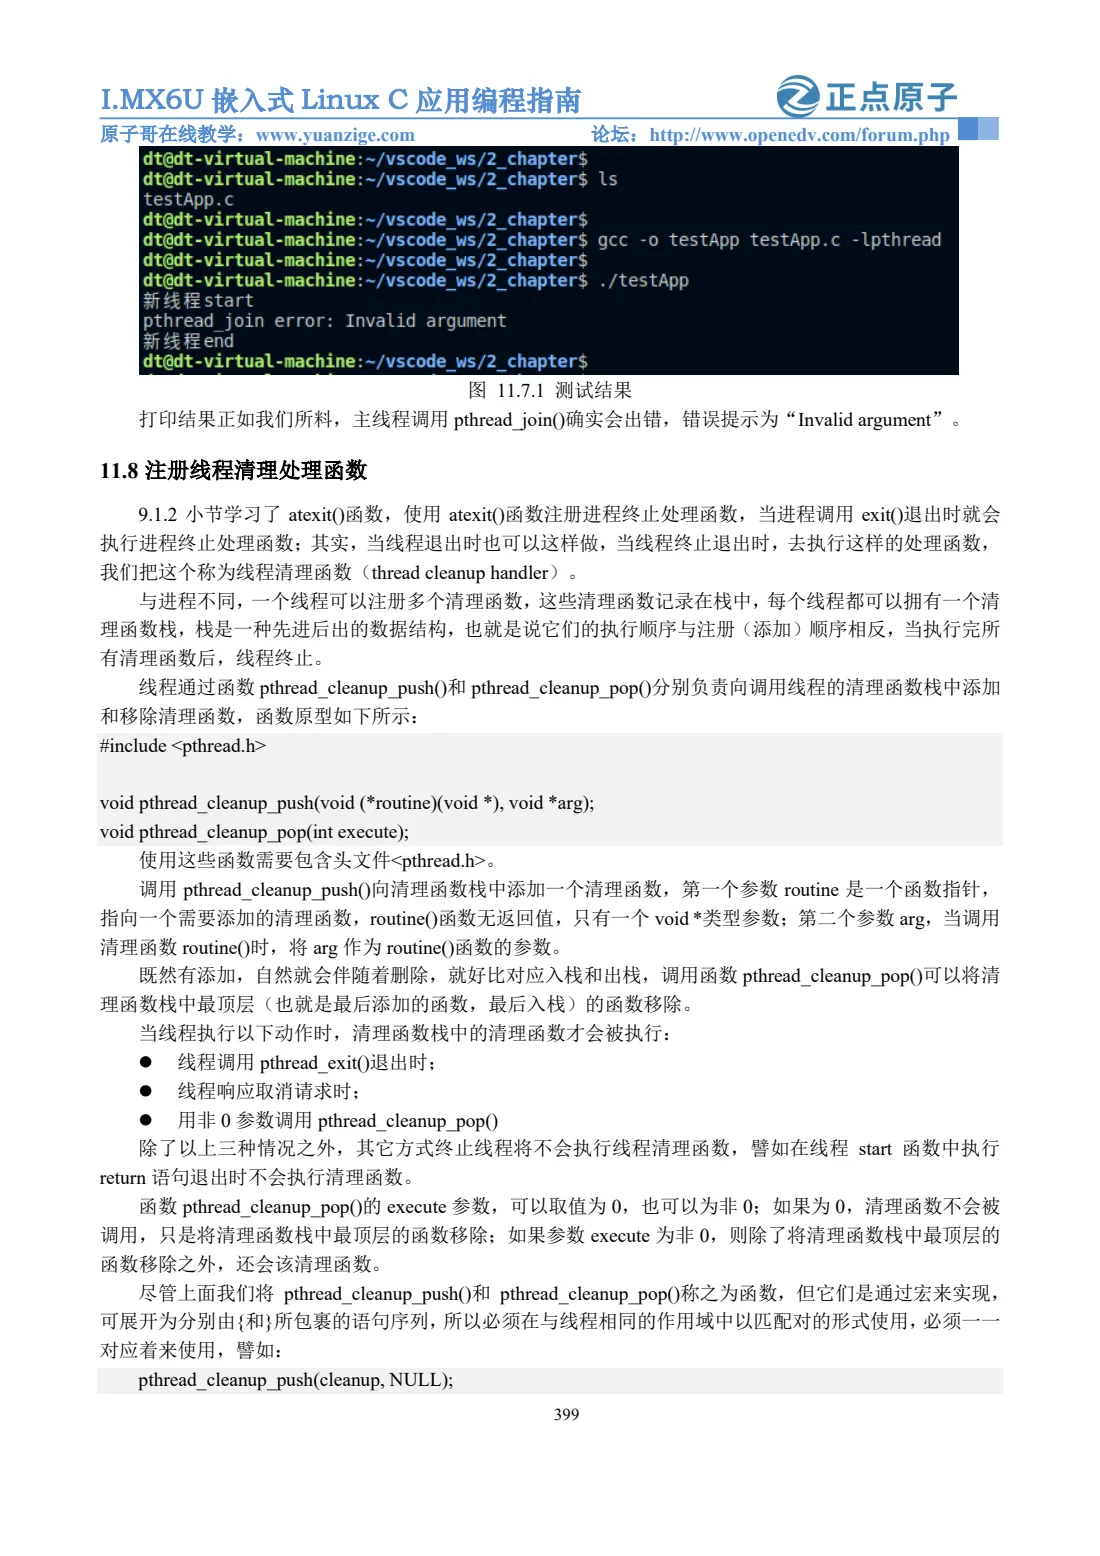 I.MX6U 嵌入式 Linux C 应用编程指南
正点原子
原子哥在线教学：www.yuanzige.com 论坛：http://www.openedv.com/forum.php
dt@dt-virtual-machine:~/vscode_ws/2_chapter$
dt@dt-virtual-machine:~/vscode_ws/2_chapter$ ls
testApp.c
dt@dt-virtual-machine:~/vscode_ws/2_chapter$
dt@dt-virtual-machine:~/vscode_ws/2_chapter$ gcc -o testApp testApp.c -lpthread
dt@dt-virtual-machine:~/vscode_ws/2_chapter$
dt@dt-virtual-machine:~/vscode_ws/2_chapter$ ./testApp
新线程start
pthread_join error: Invalid argument
新线程end
dt@dt-virtual-machine:~/vscode_ws/2_chapter$
图 11.7.1 测试结果
打印结果正如我们所料，主线程调用 pthread_join()确实会出错，错误提示为“Invalid argument”。
11.8 注册线程清理处理函数
9.1.2 小节学习了 atexit()函数，使用 atexit()函数注册进程终止处理函数，当进程调用 exit()退出时就会
执行进程终止处理函数；其实，当线程退出时也可以这样做，当线程终止退出时，去执行这样的处理函数，
我们把这个称为线程清理函数（thread cleanup handler）。
与进程不同，一个线程可以注册多个清理函数，这些清理函数记录在栈中，每个线程都可以拥有一个清
理函数栈，栈是一种先进后出的数据结构，也就是说它们的执行顺序与注册（添加）顺序相反，当执行完所
有清理函数后，线程终止。
线程通过函数 pthread_cleanup_push()和 pthread_cleanup_pop()分别负责向调用线程的清理函数栈中添加
和移除清理函数，函数原型如下所示：
#include <pthread.h>
void pthread_cleanup_push(void (*routine)(void *), void *arg);
void pthread_cleanup_pop(int execute);
使用这些函数需要包含头文件<pthread.h>。
调用 pthread_cleanup_push()向清理函数栈中添加一个清理函数，第一个参数 routine 是一个函数指针，
指向一个需要添加的清理函数，routine()函数无返回值，只有一个 void *类型参数；第二个参数 arg，当调用
清理函数 routine()时，将 arg 作为 routine()函数的参数。
既然有添加，自然就会伴随着删除，就好比对应入栈和出栈，调用函数 pthread_cleanup_pop()可以将清
理函数栈中最顶层（也就是最后添加的函数，最后入栈）的函数移除。
当线程执行以下动作时，清理函数栈中的清理函数才会被执行：
● 线程调用 pthread_exit()退出时；
● 线程响应取消请求时；
● 用非 0 参数调用 pthread_cleanup_pop()
除了以上三种情况之外，其它方式终止线程将不会执行线程清理函数，譬如在线程 start 函数中执行
return 语句退出时不会执行清理函数。
函数 pthread_cleanup_pop()的 execute 参数，可以取值为 0，也可以为非 0；如果为 0，清理函数不会被
调用，只是将清理函数栈中最顶层的函数移除；如果参数 execute 为非 0，则除了将清理函数栈中最顶层的
函数移除之外，还会该清理函数。
尽管上面我们将 pthread_cleanup_push()和 pthread_cleanup_pop()称之为函数，但它们是通过宏来实现，
可展开为分别由{和}所包裹的语句序列，所以必须在与线程相同的作用域中以匹配对的形式使用，必须一一
对应着来使用，譬如：
pthread_cleanup_push(cleanup, NULL);
399